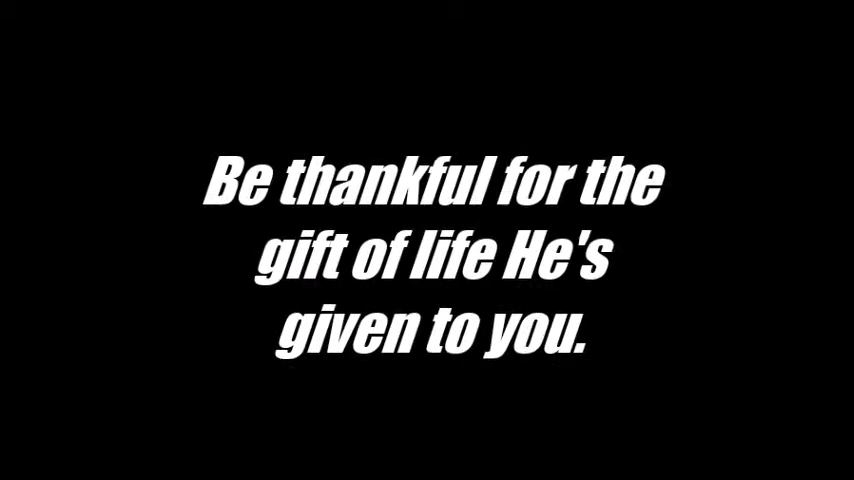 Be thankful for the
gift of life He's
given to you.